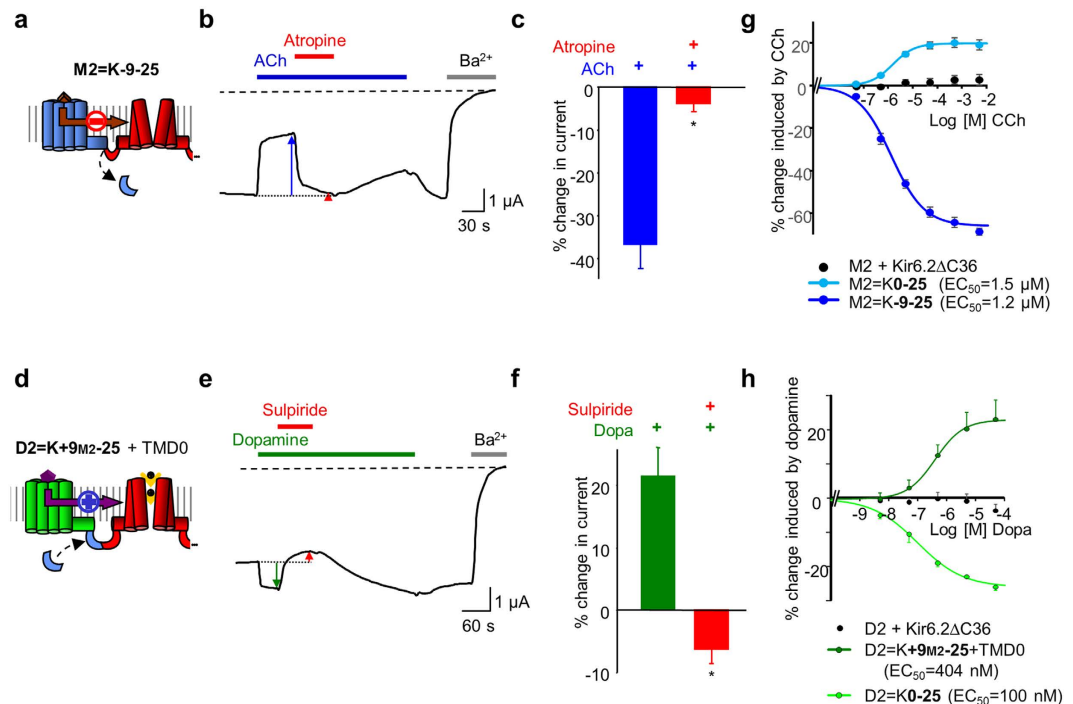 a
M2=K-9-25
b
Atropine
ACh
Ba2+
1 µA
30 s
c
Atropine +
ACh + +
0
-10
-20
-30
-40
% change in current
*
g
20
0
-20
-40
-60
-7 -6 -5 -4 -3 -2
Log [M] CCh
% change induced by CCh
M2 + Kir6.2ΔC36
M2=K0-25 (EC50=1.5 µM)
M2=K-9-25 (EC50=1.2 µM)
d
D2=K+9M2-25 + TMD0
e
Sulpiride
Dopamine
Ba2+
1 µA
60 s
f
Sulpiride +
Dopa + +
20
10
0
-10
% change in current
*
h
20
0
-20
-9 -8 -7 -6 -5 -4
Log [M] Dopa
% change induced by dopamine
D2 + Kir6.2ΔC36
D2=K+9M2-25+TMD0
(EC50=404 nM)
D2=K0-25 (EC50=100 nM)